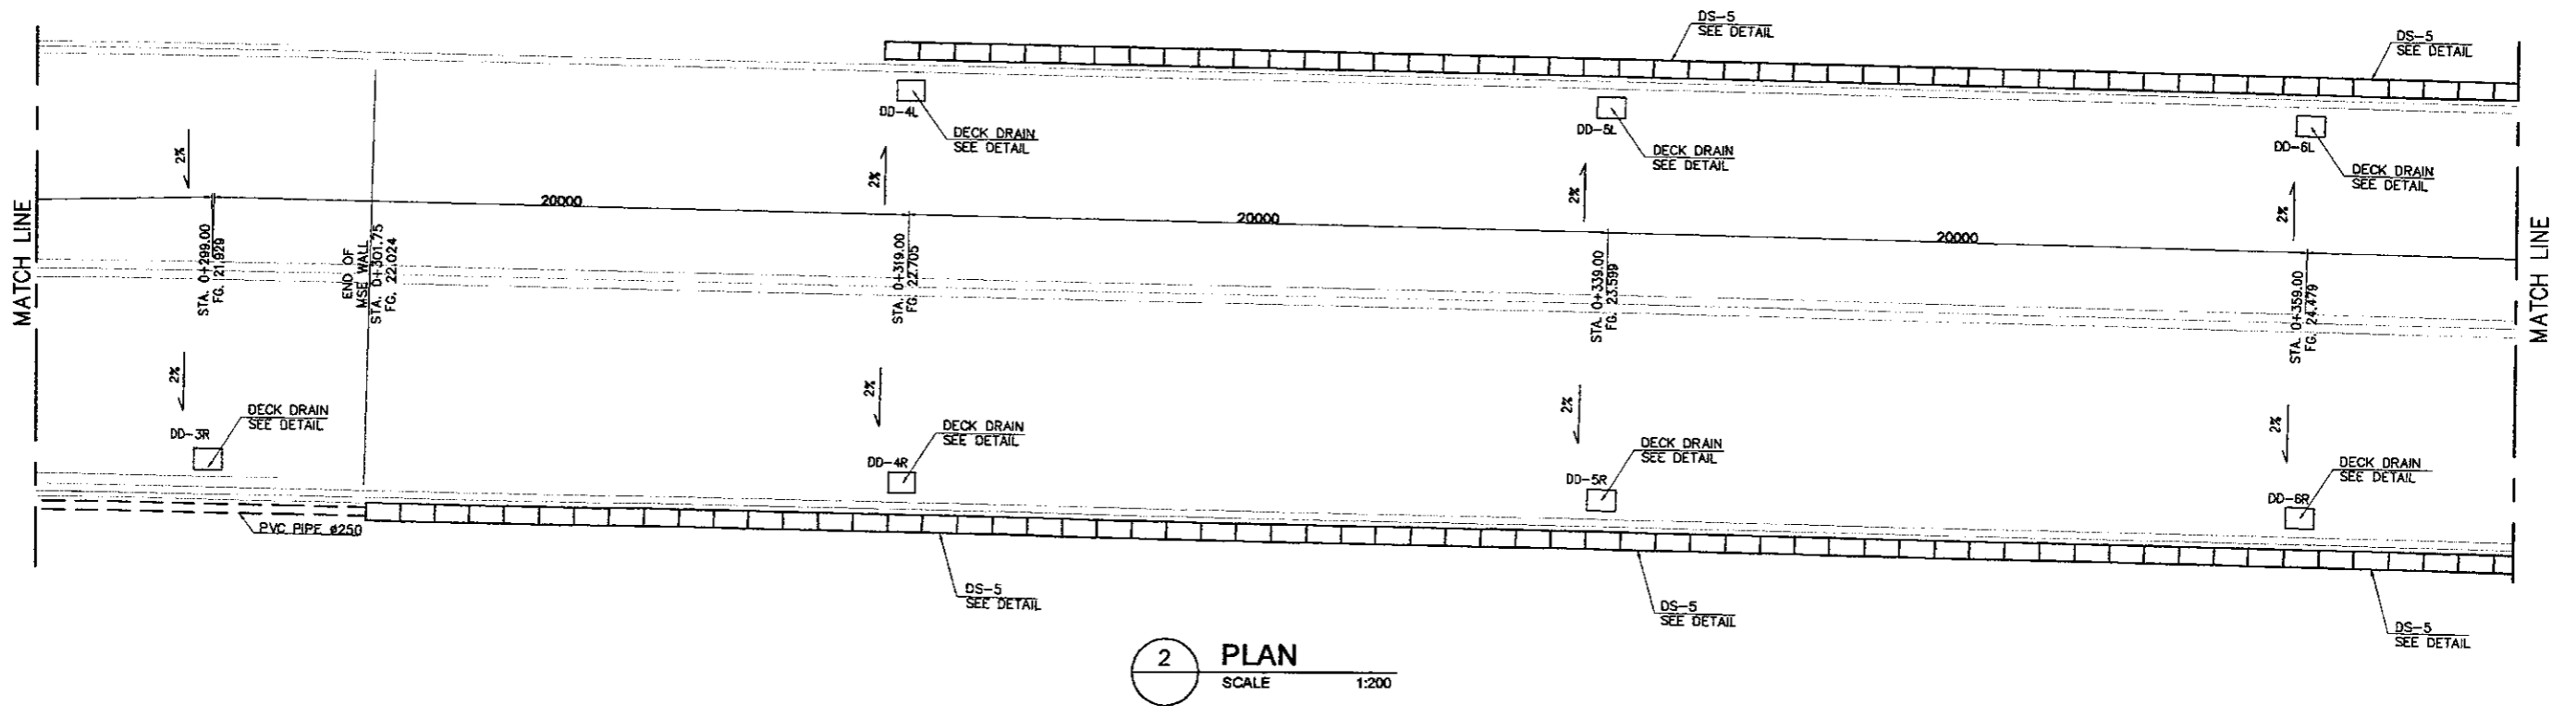 DS-5
SEE DETAIL
DS-5
SEE DETAIL
DD-4L
DECK DRAIN
SEE DETAIL
DD-5L
DECK DRAIN
SEE DETAIL
DD-6L
DECK DRAIN
SEE DETAIL
2%
2%
2%
2%
20000
20000
20000
MATCH LINE
STA. 0+299.00
FG. 21.929
END OF
MSE WALL
STA. 0+301.75
FG. 22.024
STA. 0+319.00
FG. 22.705
STA. 0+339.00
FG. 23.599
STA. 0+359.00
FG. 24.479
MATCH LINE
2%
2%
2%
2%
DD-3R
DECK DRAIN
SEE DETAIL
DD-4R
DECK DRAIN
SEE DETAIL
DD-5R
DECK DRAIN
SEE DETAIL
DD-6R
DECK DRAIN
SEE DETAIL
PVC PIPE ø250
DS-5
SEE DETAIL
DS-5
SEE DETAIL
DS-5
SEE DETAIL
2 PLAN
SCALE 1:200